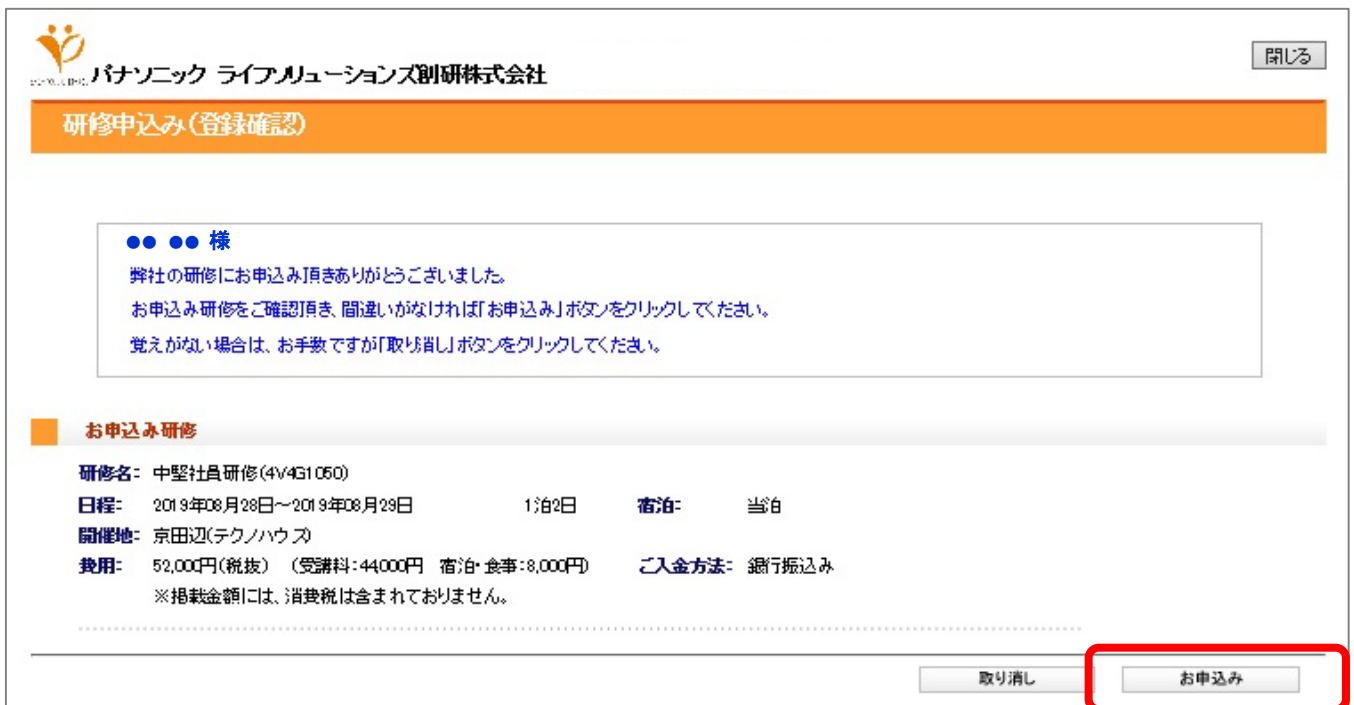 パナソニック ライフソリューションズ創研株式会社
閉じる
研修申込み(登録確認)
●● ●● 様
弊社の研修にお申込み頂きありがとうございました。
お申込み研修をご確認頂き、間違いがなければ「お申込み」ボタンをクリックしてください。
覚えがない場合は、お手数ですが「取り消し」ボタンをクリックしてください。
お申込み研修
研修名: 中堅社員研修(4V4G1050)
日程: 2019年08月28日～2019年08月29日 1泊2日 宿泊: 当泊
開催地: 京田辺(テクノハウス)
費用: 52,000円(税抜) (受講料:44000円 宿泊・食事:8,000円) ご入金方法: 銀行振込み
※掲載金額には、消費税は含まれておりません。
取り消し お申込み